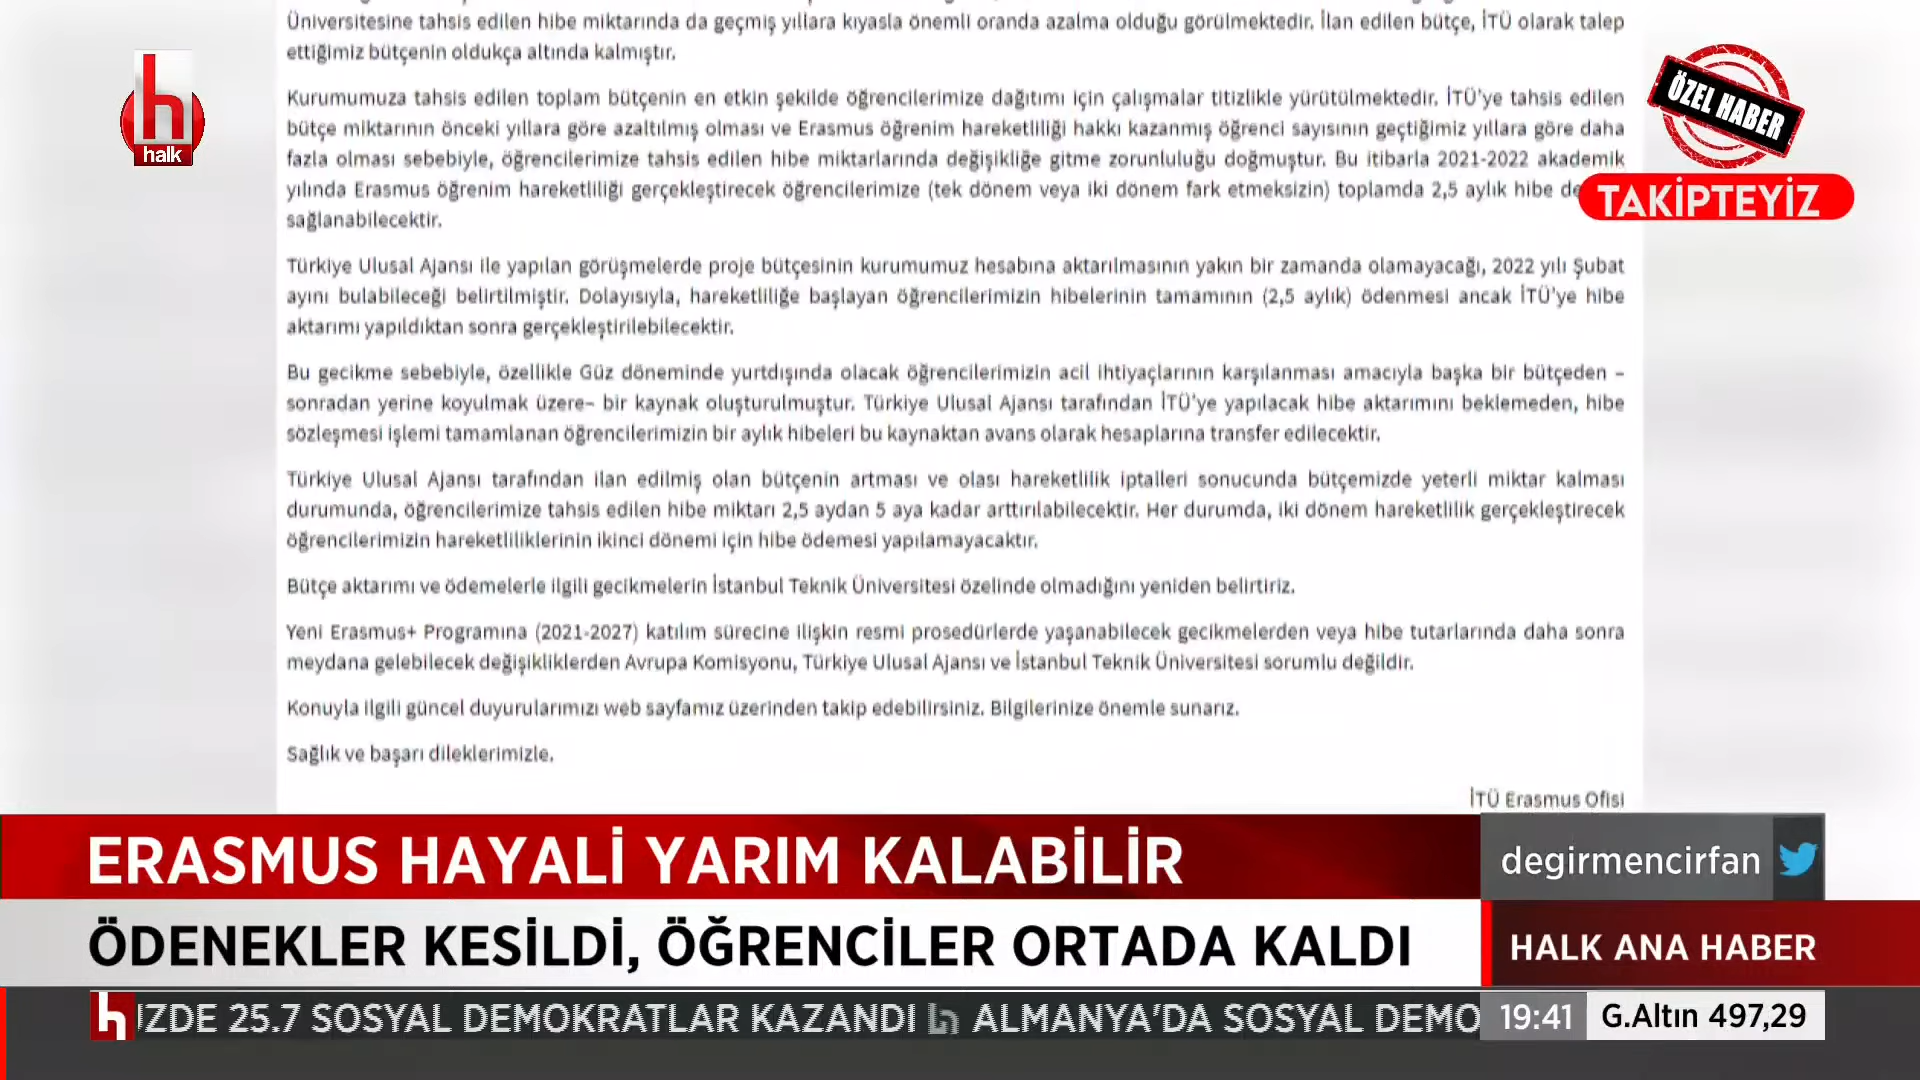 Üniversitesine tahsis edilen hibe miktarında da geçmiş yıllara kıyasla önemli oranda azalma olduğu görülmektedir. İlan edilen bütçe, İTÜ olarak talep
ettiğimiz bütçenin oldukça altında kalmıştır.
Kurumumuza tahsis edilen toplam bütçenin en etkin şekilde öğrencilerimize dağıtımı için çalışmalar titizlikle yürütülmektedir. İTÜ'ye tahsis edilen
bütçe miktarının önceki yıllara göre azaltılmış olması ve Erasmus öğrenim hareketliliği hakkı kazanmış öğrenci sayısının geçtiğimiz yıllara göre daha
fazla olması sebebiyle, öğrencilerimize tahsis edilen hibe miktarlarında değişikliğe gitme zorunluluğu doğmuştur. Bu itibarla 2021-2022 akademik
yılında Erasmus öğrenim hareketliliği gerçekleştirecek öğrencilerimize (tek dönem veya iki dönem fark etmeksizin) toplamda 2,5 aylık hibe
sağlanabilecektir.
Türkiye Ulusal Ajansı ile yapılan görüşmelerde proje bütçesinin kurumumuz hesabına aktarılmasının yakın bir zamanda olamayacağı, 2022 yılı Şubat
ayını bulabileceği belirtilmiştir. Dolayısıyla, hareketliliğe başlayan öğrencilerimizin hibelerinin tamamının (2,5 aylık) ödenmesi ancak İTÜ'ye hibe
aktarımı yapıldıktan sonra gerçekleştirilebilecektir.
Bu gecikme sebebiyle, özellikle Güz döneminde yurtdışında olacak öğrencilerimizin acil ihtiyaçlarının karşılanması amacıyla başka bir bütçeden –
sonradan yerine koyulmak üzere– bir kaynak oluşturulmuştur. Türkiye Ulusal Ajansı tarafından İTÜ'ye yapılacak hibe aktarımını beklemeden, hibe
sözleşmesi işlemi tamamlanan öğrencilerimizin bir aylık hibeleri bu kaynaktan avans olarak hesaplarına transfer edilecektir.
Türkiye Ulusal Ajansı tarafından ilan edilmiş olan bütçenin artması ve olası hareketlilik iptalleri sonucunda bütçemizde yeterli miktar kalması
durumunda, öğrencilerimize tahsis edilen hibe miktarı 2,5 aydan 5 aya kadar arttırılabilecektir. Her durumda, iki dönem hareketlilik gerçekleştirecek
öğrencilerimizin hareketliliklerinin ikinci dönemi için hibe ödemesi yapılamayacaktır.
Bütçe aktarımı ve ödemelerle ilgili gecikmelerin İstanbul Teknik Üniversitesi özelinde olmadığını yeniden belirtiriz.
Yeni Erasmus+ Programına (2021-2027) katılım sürecine ilişkin resmi prosedürlerde yaşanabilecek gecikmelerden veya hibe tutarlarında daha sonra
meydana gelebilecek değişikliklerden Avrupa Komisyonu, Türkiye Ulusal Ajansı ve İstanbul Teknik Üniversitesi sorumlu değildir.
Konuyla ilgili güncel duyurularımızı web sayfamız üzerinden takip edebilirsiniz. Bilgilerinize önemle sunarız.
Sağlık ve başarı dileklerimizle.
İTÜ Erasmus Ofisi
h
halk
ÖZEL HABER
TAKİPTEYİZ
ERASMUS HAYALİ YARIM KALABİLİR
degirmencirfan
ÖDENEKLER KESİLDİ, ÖĞRENCİLER ORTADA KALDI
HALK ANA HABER
h
25.7 SOSYAL DEMOKRATLAR KAZANDI h ALMANYA'DA SOSYAL DEMO
19:41
G.Altın 497,29